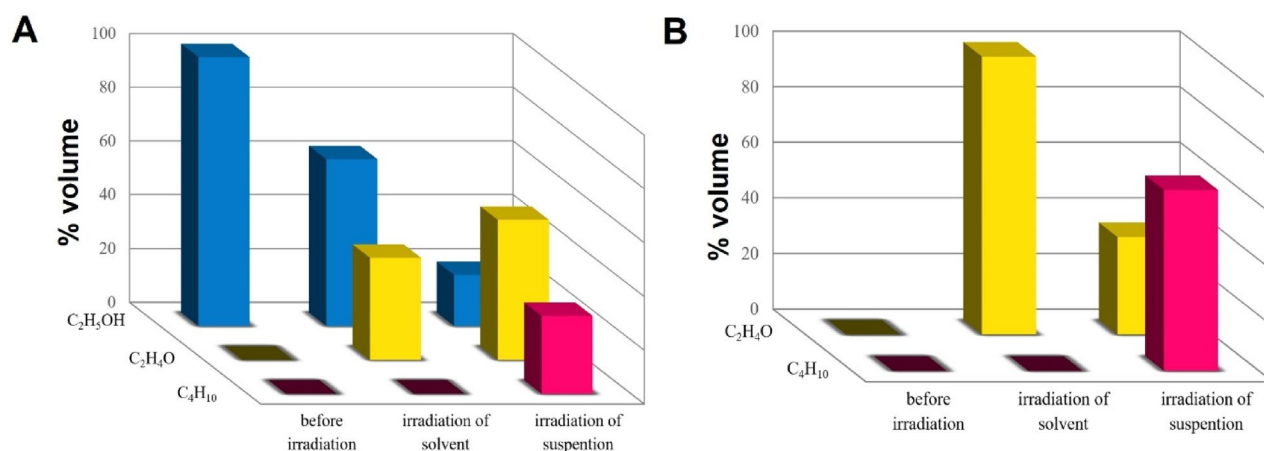 A
% volume
100
80
60
40
20
0
C₂H₅OH
C₂H₄O
C₄H₁₀
before
irradiation
irradiation of
solvent
irradiation of
suspention
B
% volume
100
80
60
40
20
0
C₂H₄O
C₄H₁₀
before
irradiation
irradiation of
solvent
irradiation of
suspention